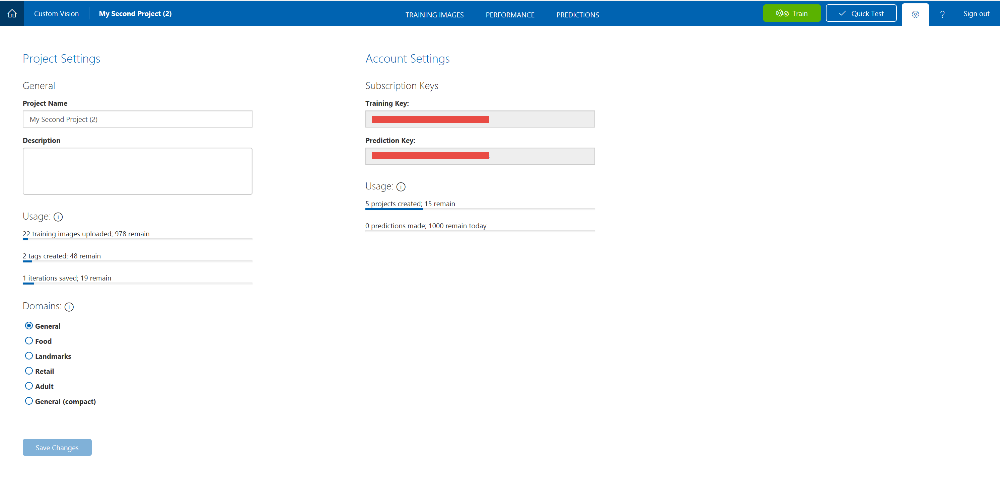 Custom Vision
My Second Project (2)
TRAINING IMAGES
PERFORMANCE
PREDICTIONS
Train
Quick Test
?
Sign out
Project Settings
General
Project Name
My Second Project (2)
Description
Usage: i
22 training images uploaded; 978 remain
2 tags created; 48 remain
1 iterations saved; 19 remain
Domains: i
General
Food
Landmarks
Retail
Adult
General (compact)
Save Changes
Account Settings
Subscription Keys
Training Key:
Prediction Key:
Usage: i
5 projects created; 15 remain
0 predictions made; 1000 remain today